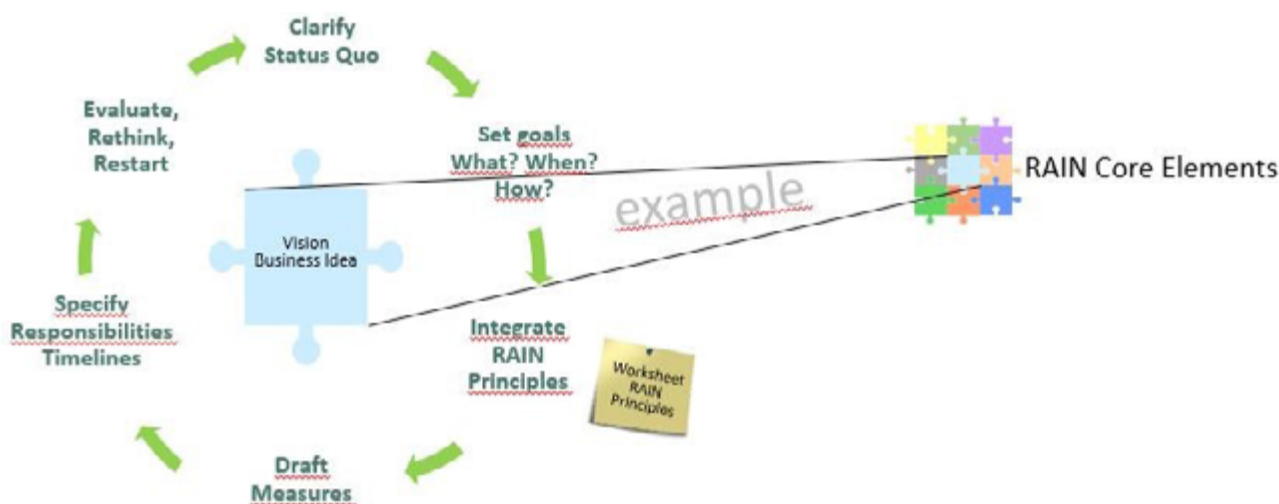 Clarify
Status Quo
Evaluate,
Rethink,
Restart
Set goals
What? When?
How?
example
RAIN Core Elements
Vision
Business Idea
Specify
Responsibilities
Timelines
Integrate
RAIN
Principles
Worksheet
RAIN
Principles
Draft
Measures